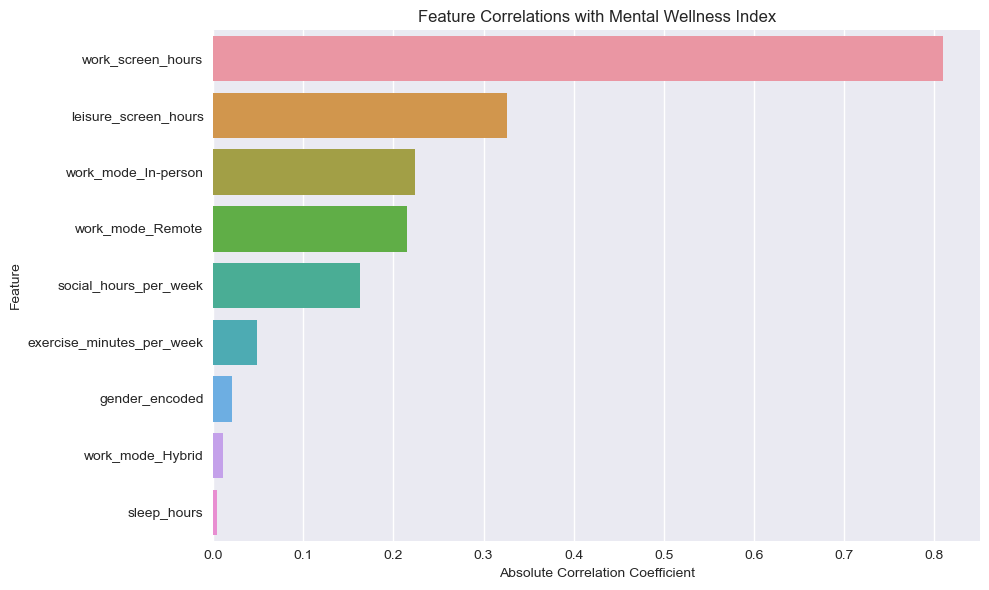 Feature Correlations with Mental Wellness Index
Feature
work_screen_hours
leisure_screen_hours
work_mode_In-person
work_mode_Remote
social_hours_per_week
exercise_minutes_per_week
gender_encoded
work_mode_Hybrid
sleep_hours
0.0 0.1 0.2 0.3 0.4 0.5 0.6 0.7 0.8
Absolute Correlation Coefficient